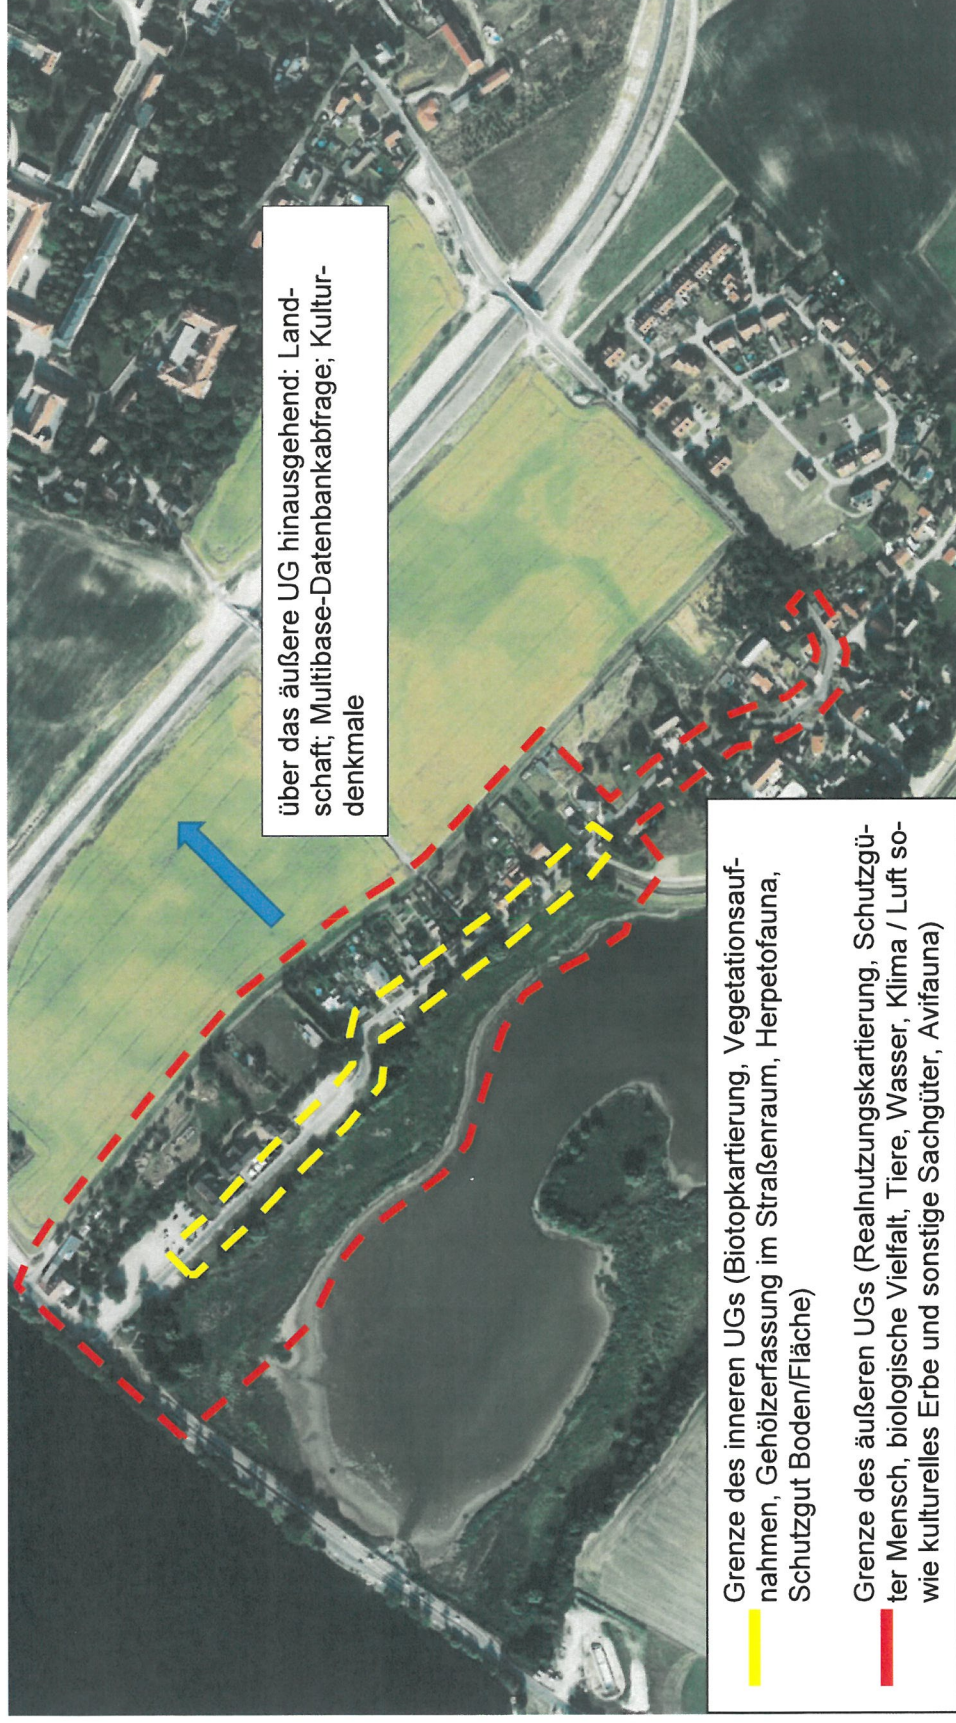 über das äußere UG hinausgehend: Land-
schaft; Multibase-Datenbankabfrage; Kultur-
denkmale
Grenze des inneren UGs (Biotopkartierung, Vegetationsauf-
nahmen, Gehölzerfassung im Straßenraum, Herpetofauna,
Schutzgut Boden/Fläche)
Grenze des äußeren UGs (Realnutzungskartierung, Schutzgü-
ter Mensch, biologische Vielfalt, Tiere, Wasser, Klima / Luft so-
wie kulturelles Erbe und sonstige Sachgüter, Avifauna)